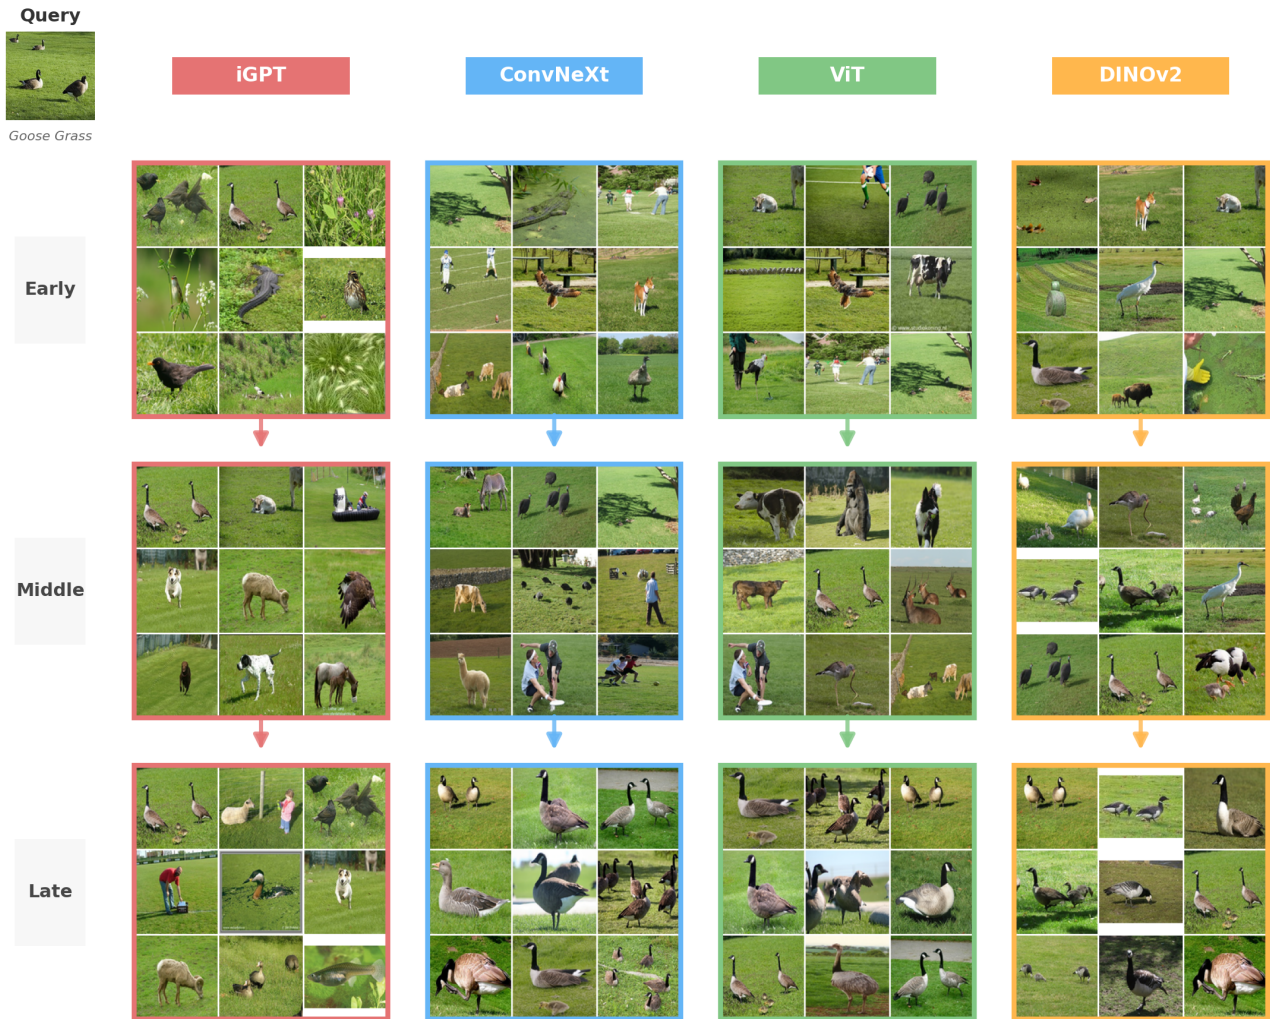 Query
Goose Grass
iGPT
ConvNeXt
ViT
DINOv2
Early
Middle
Late